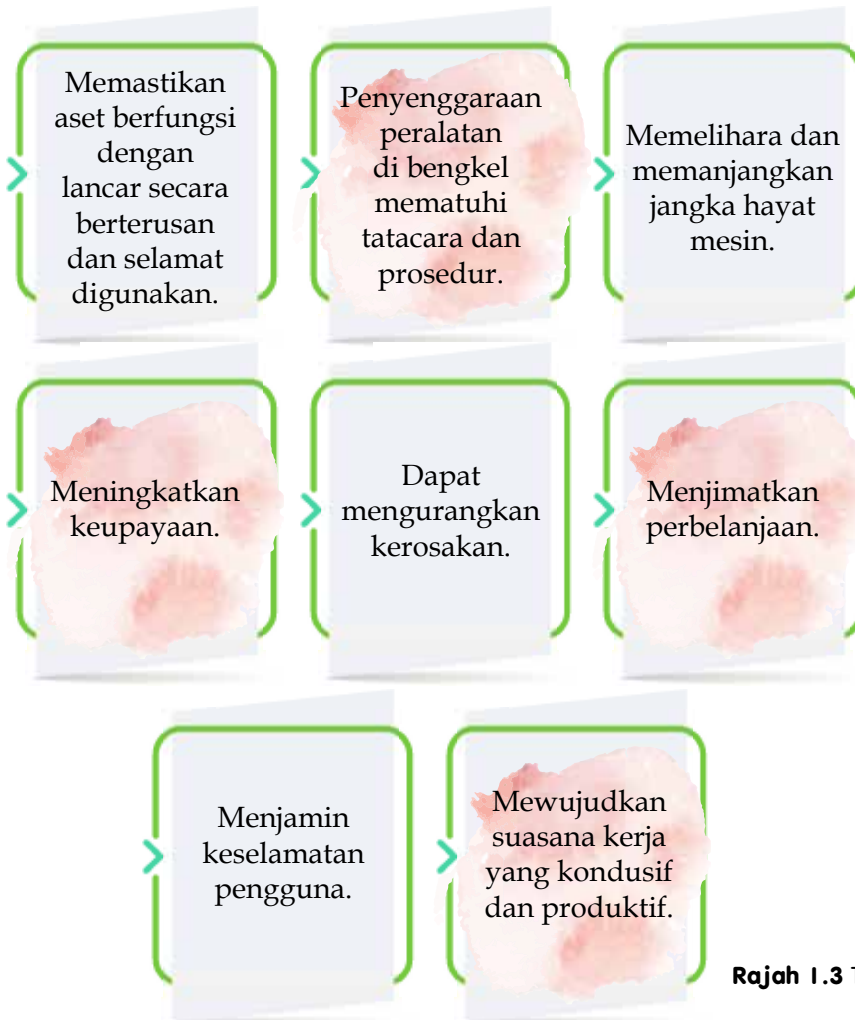 Memastikan
aset berfungsi
dengan
lancar secara
berterusan
dan selamat
digunakan.
Penyenggaraan
peralatan
di bengkel
mematuhi
tatacara dan
prosedur.
Memelihara dan
memanjangkan
jangka hayat
mesin.
Meningkatkan
keupayaan.
Dapat
mengurangkan
kerosakan.
Menjimatkan
perbelanjaan.
Menjamin
keselamatan
pengguna.
Mewujudkan
suasana kerja
yang kondusif
dan produktif.
Rajah 1.3